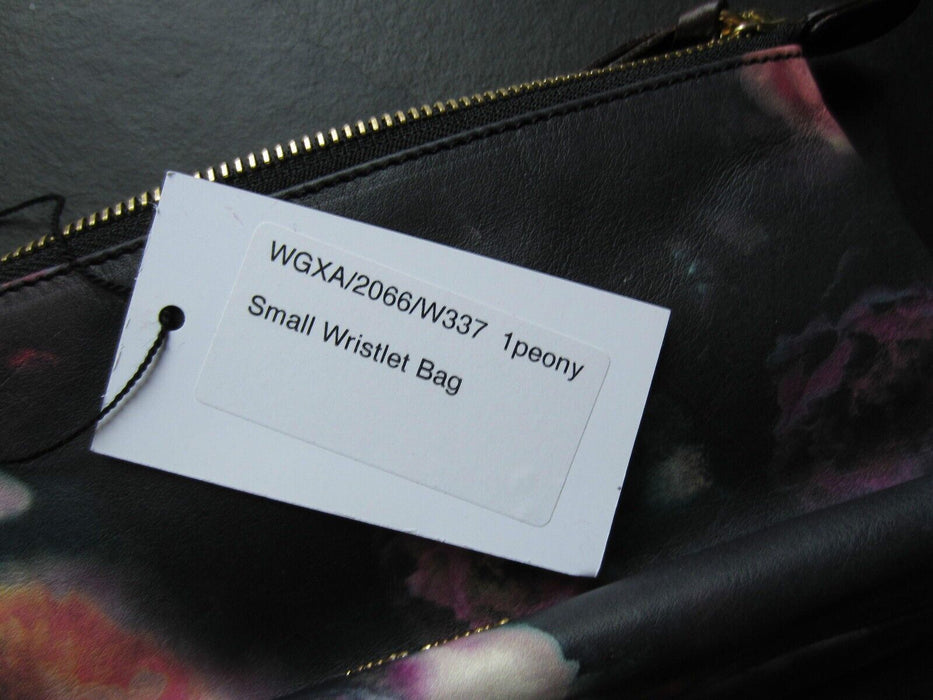 WGXA/2066/W337 1peony
Small Wristlet Bag